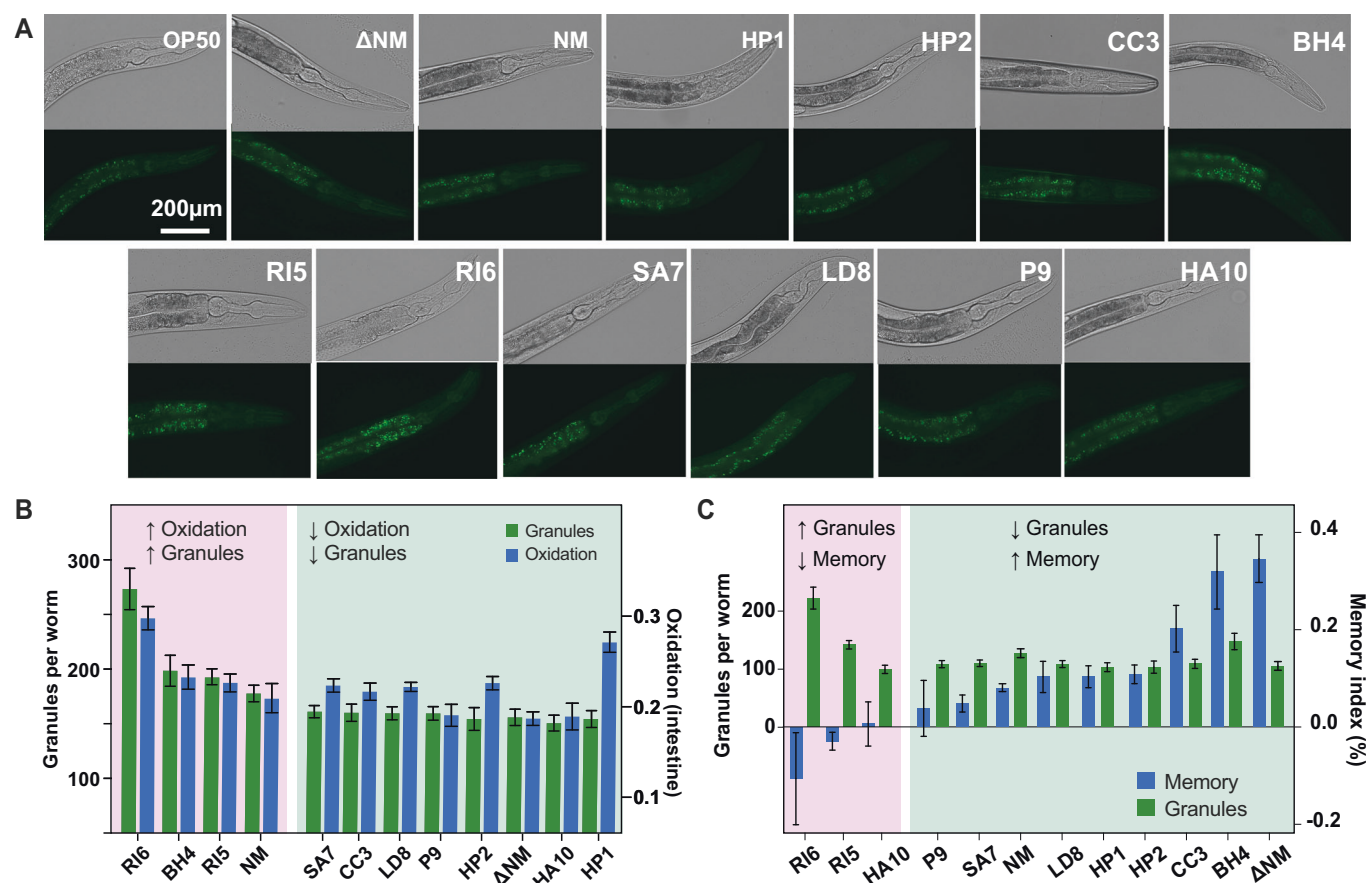 A
OP50
ΔNM
NM
HP1
HP2
CC3
BH4
200μm
RI5
RI6
SA7
LD8
P9
HA10
B
↑ Oxidation
↑ Granules
↓ Oxidation
↓ Granules
Granules
Oxidation
Granules per worm
300
200
100
Oxidation (intestine)
0.3
0.2
0.1
RI6
BH4
RI5
NM
SA7
CC3
LD8
P9
HP2
ΔNM
HA10
HP1
C
↑ Granules
↓ Memory
↓ Granules
↑ Memory
Granules per worm
200
100
0
Memory index (%)
0.4
0.2
0.0
-0.2
Memory
Granules
RI6
RI5
HA10
P9
SA7
NM
LD8
HP1
HP2
CC3
BH4
ΔNM